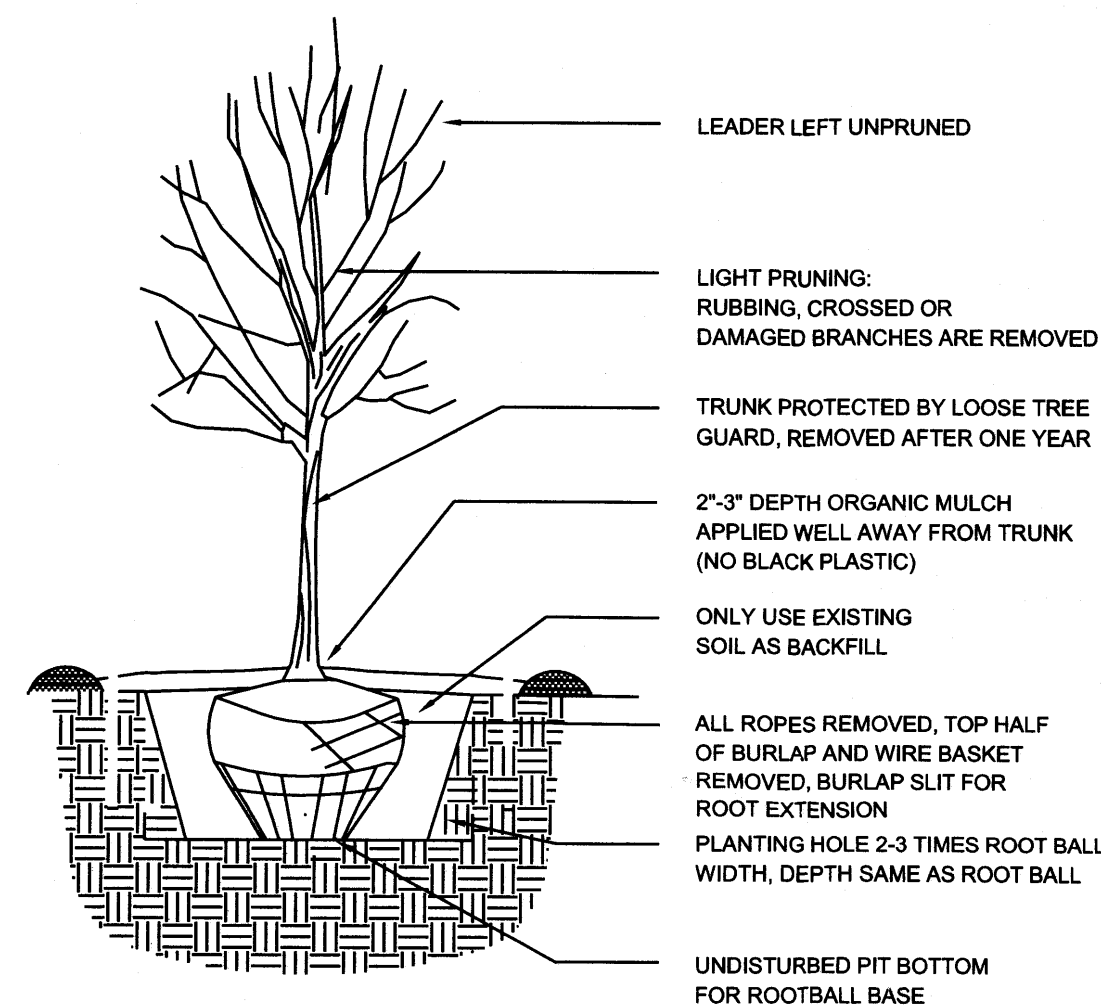 LEADER LEFT UNPRUNED
LIGHT PRUNING:
RUBBING, CROSSED OR
DAMAGED BRANCHES ARE REMOVED
TRUNK PROTECTED BY LOOSE TREE
GUARD, REMOVED AFTER ONE YEAR
2"-3" DEPTH ORGANIC MULCH
APPLIED WELL AWAY FROM TRUNK
(NO BLACK PLASTIC)
ONLY USE EXISTING
SOIL AS BACKFILL
ALL ROPES REMOVED, TOP HALF
OF BURLAP AND WIRE BASKET
REMOVED, BURLAP SLIT FOR
ROOT EXTENSION
PLANTING HOLE 2-3 TIMES ROOT BALL
WIDTH, DEPTH SAME AS ROOT BALL
UNDISTURBED PIT BOTTOM
FOR ROOTBALL BASE